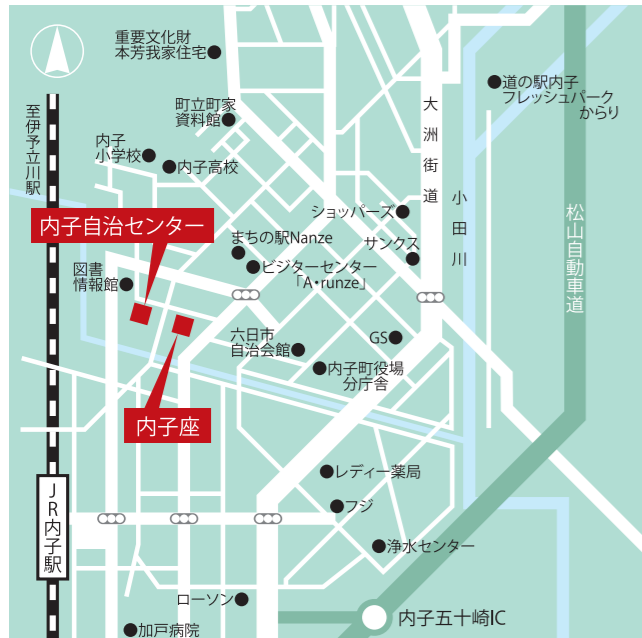 重要文化財
本芳我家住宅
至伊予立川駅
町立町家
資料館
内子
小学校
内子高校
大洲街道
道の駅内子
フレッシュパーク
からり
小田川
松山自動車道
ショッパーズ
サンクス
内子自治センター
まちの駅Nanze
ビジターセンター
「A・runze」
図書
情報館
六日市
自治会館
GS
内子町役場
分庁舎
内子座
レディー薬局
フジ
JR内子駅
浄水センター
ローソン
加戸病院
内子五十崎IC